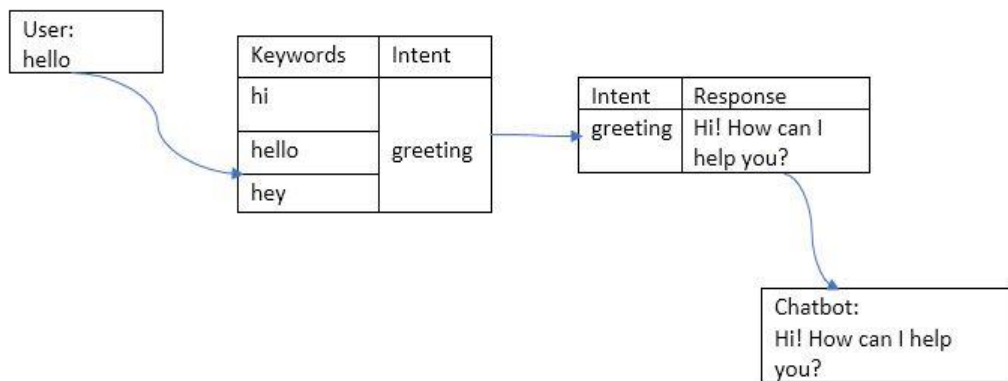 User:
hello
Keywords Intent
hi
hello
hey
greeting
Intent Response
greeting Hi! How can I
help you?
Chatbot:
Hi! How can I help
you?